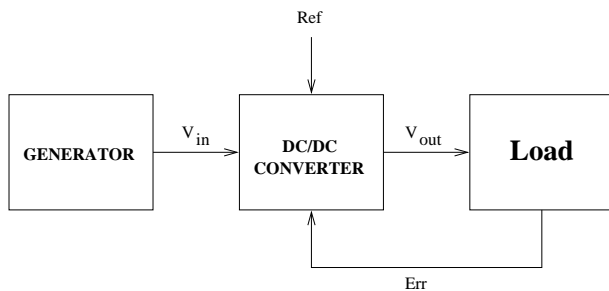 Ref
GENERATOR
V in
DC/DC
CONVERTER
V out
Load
Err